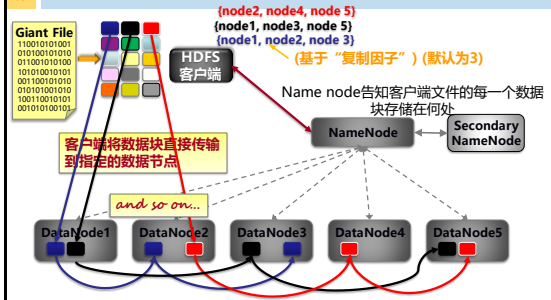 {node2, node4, node 5}
{node1, node3, node 5}
{node1, node2, node 3}
(基于“复制因子”) (默认为3)
Giant File
110010101001
010100101010
011001010100
101010010101
001100101010
010101001010
100110010101
001010100101
HDFS
客户端
Name node告知客户端文件的每一个数据
块存储在何处
NameNode
Secondary
NameNode
客户端将数据块直接传输
到指定的数据节点
and so on...
DataNode1
DataNode2
DataNode3
DataNode4
DataNode5